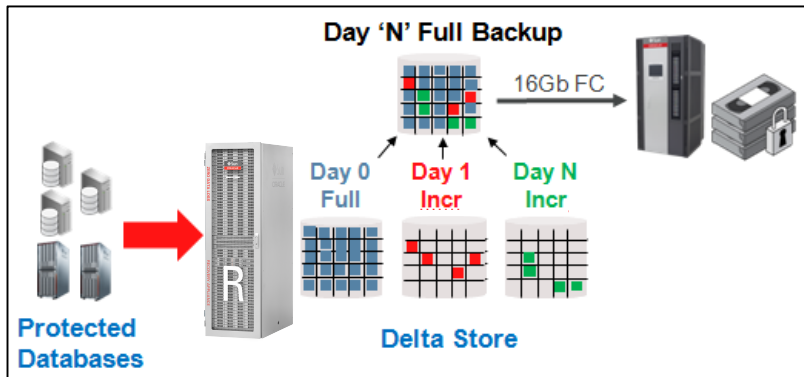 Day ‘N’ Full Backup
16Gb FC
Day 0
Full
Day 1
Incr
Day N
Incr
R
Protected
Databases
Delta Store